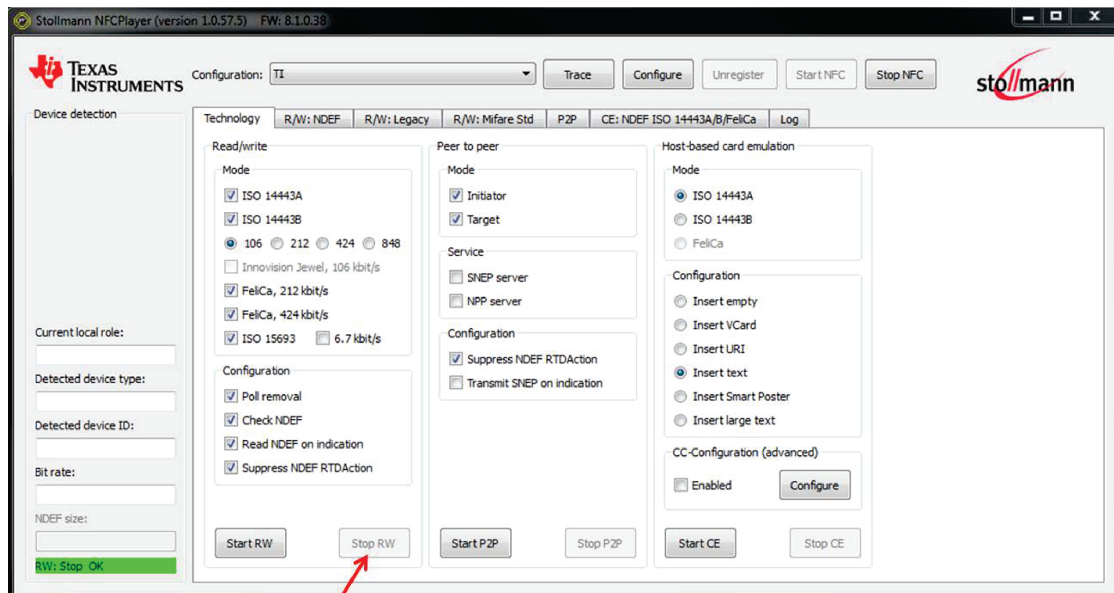 Stollmann NFCPlayer (version 1.0.57.5) FW: 8.1.0.38
TEXAS
INSTRUMENTS
Configuration: TI
Trace
Configure
Unregister
Start NFC
Stop NFC
stollmann
Device detection
Current local role:
Detected device type:
Detected device ID:
Bit rate:
NDEF size:
RW: Stop OK
Technology
R/W: NDEF
R/W: Legacy
R/W: Mifare Std
P2P
CE: NDEF ISO 14443A/B/FeliCa
Log
Read/write
Mode
ISO 14443A
ISO 14443B
106 212 424 848
Innovision Jewel, 106 kbit/s
FeliCa, 212 kbit/s
FeliCa, 424 kbit/s
ISO 15693 6.7 kbit/s
Configuration
Poll removal
Check NDEF
Read NDEF on indication
Suppress NDEF RTDAction
Start RW
Stop RW
Peer to peer
Mode
Initiator
Target
Service
SNEP server
NPP server
Configuration
Suppress NDEF RTDAction
Transmit SNEP on indication
Start P2P
Stop P2P
Host-based card emulation
Mode
ISO 14443A
ISO 14443B
FeliCa
Configuration
Insert empty
Insert VCard
Insert URI
Insert text
Insert Smart Poster
Insert large text
CC-Configuration (advanced)
Enabled
Configure
Start CE
Stop CE